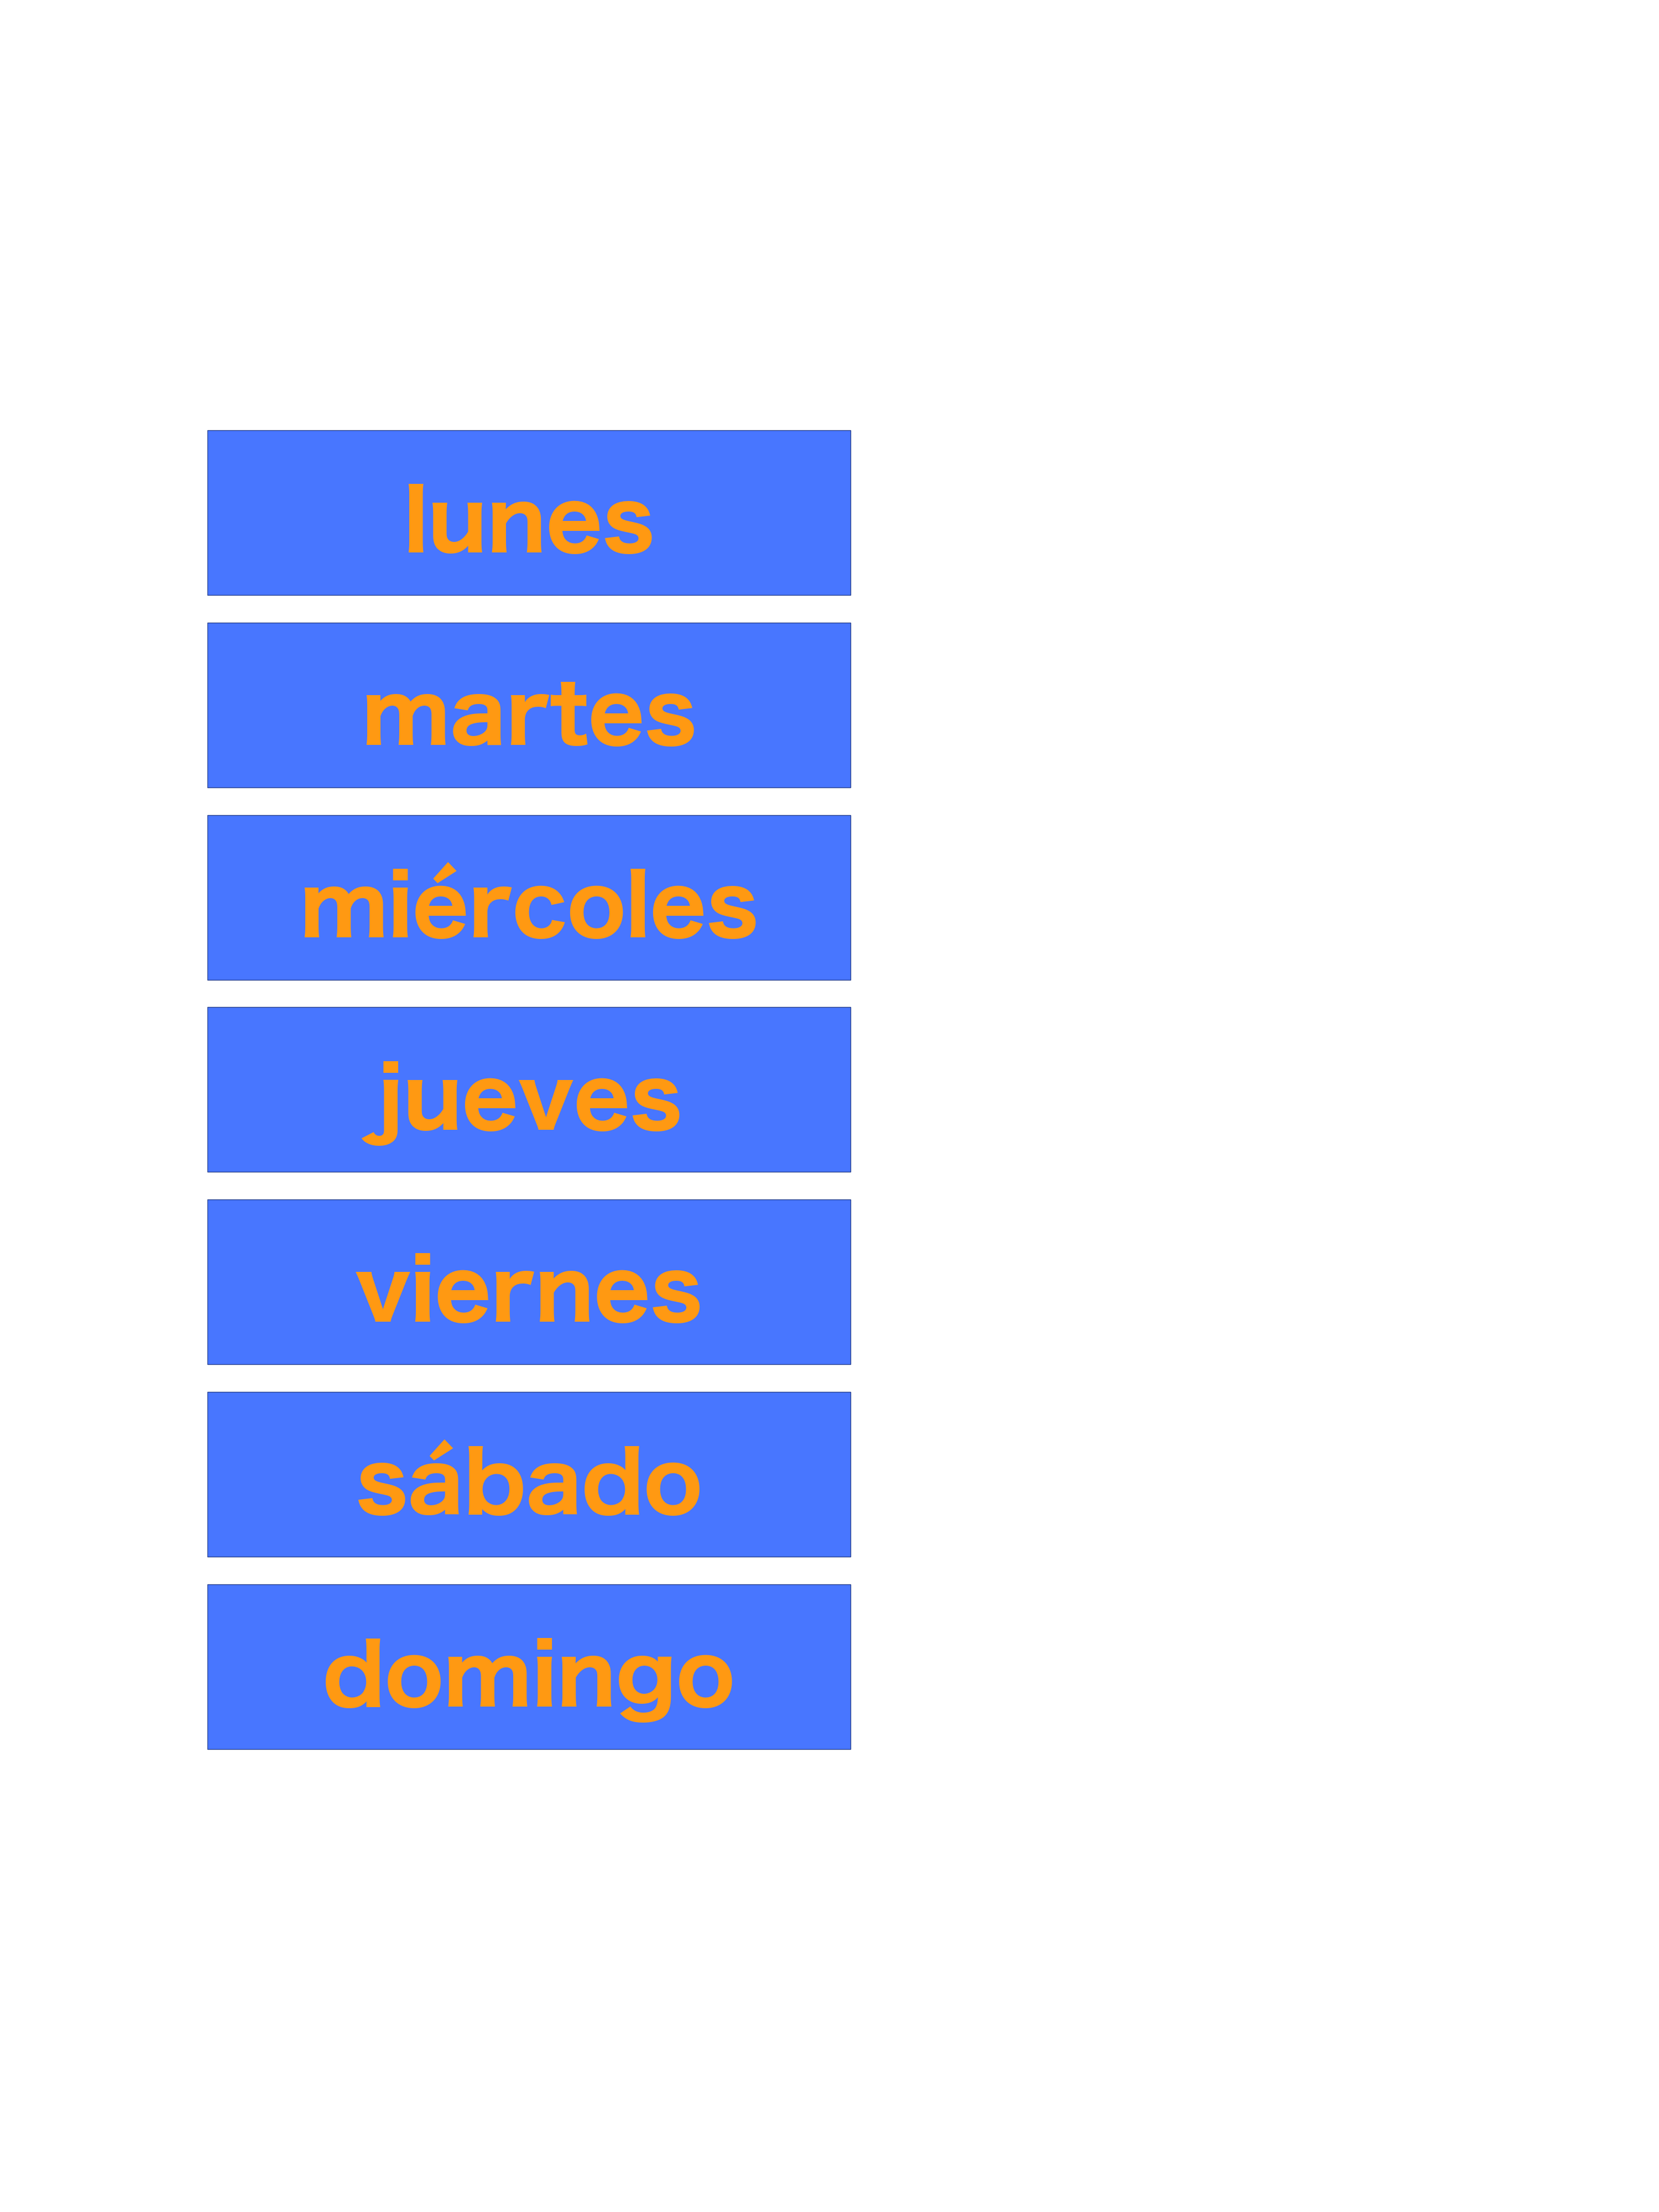 lunes
martes
miércoles
jueves
viernes
sábado
domingo